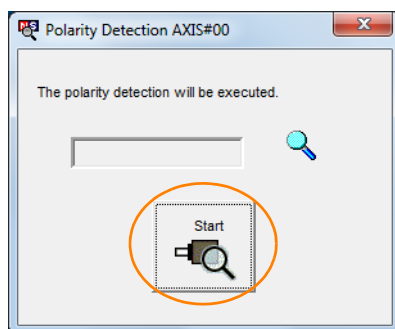 Polarity Detection AXIS#00
The polarity detection will be executed.
Start